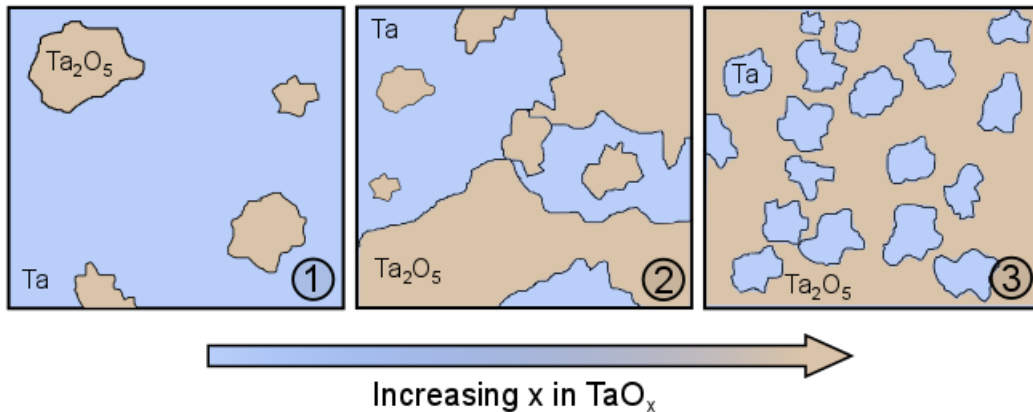 Ta₂O₅
Ta
1
Ta
Ta₂O₅
2
Ta
Ta₂O₅
3
Increasing x in TaOₓ